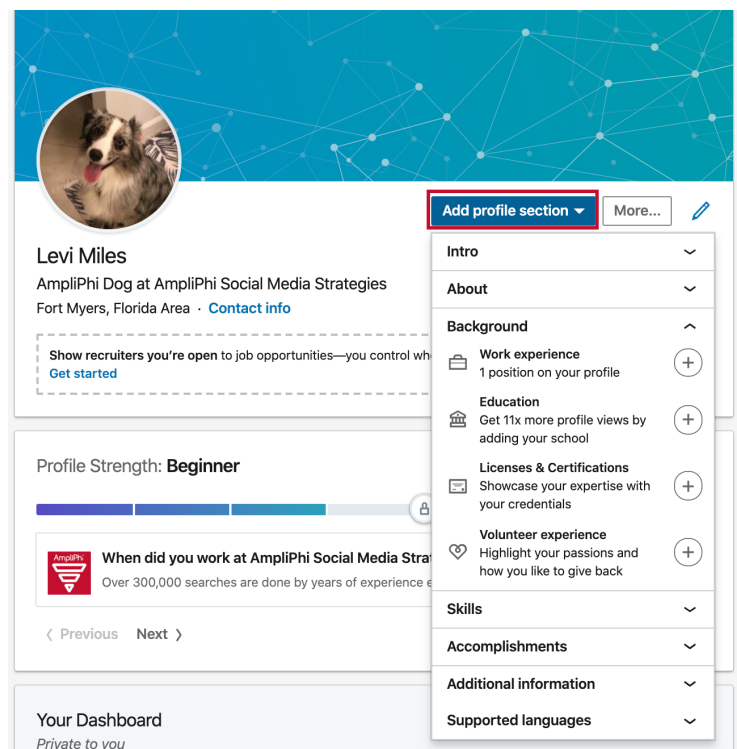 Add profile section
More...
Levi Miles
AmpliPhi Dog at AmpliPhi Social Media Strategies
Fort Myers, Florida Area · Contact info
Show recruiters you're open to job opportunities—you control
Get started
Intro
About
Background
Work experience
1 position on your profile
Education
Get 11x more profile views by
adding your school
Licenses & Certifications
Showcase your expertise with
your credentials
Volunteer experience
Highlight your passions and
how you like to give back
Skills
Accomplishments
Additional information
Supported languages
Profile Strength: Beginner
AmpliPhi
When did you work at AmpliPhi Social Media
Over 300,000 searches are done by years of experience
Previous Next
Your Dashboard
Private to you